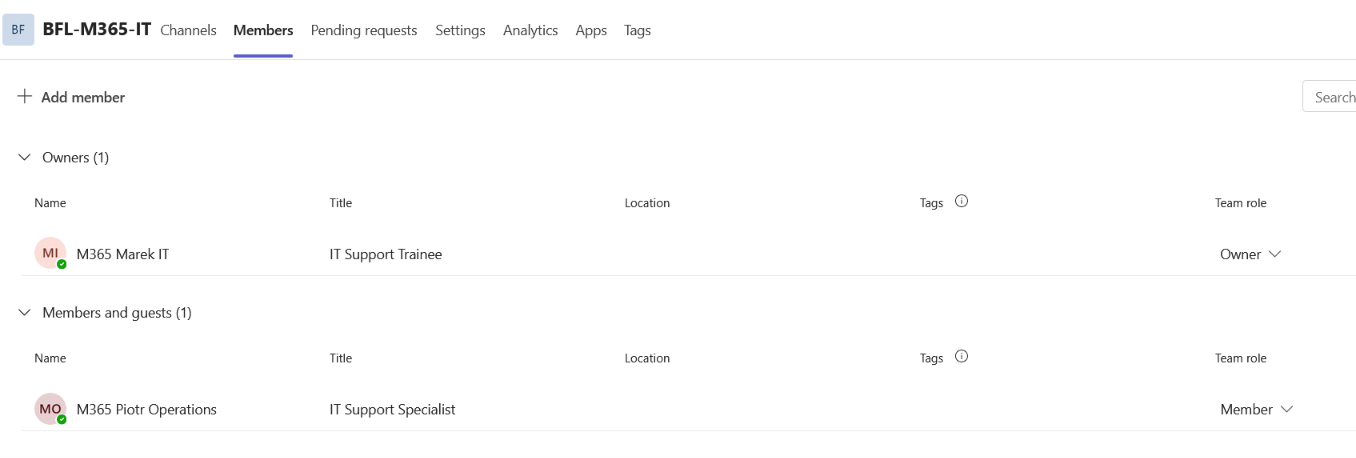 BF BFL-M365-IT Channels Members Pending requests Settings Analytics Apps Tags
Add member
Search
Owners (1)
Name Title Location Tags Team role
MI M365 Marek IT IT Support Trainee Owner
Members and guests (1)
Name Title Location Tags Team role
MO M365 Piotr Operations IT Support Specialist Member